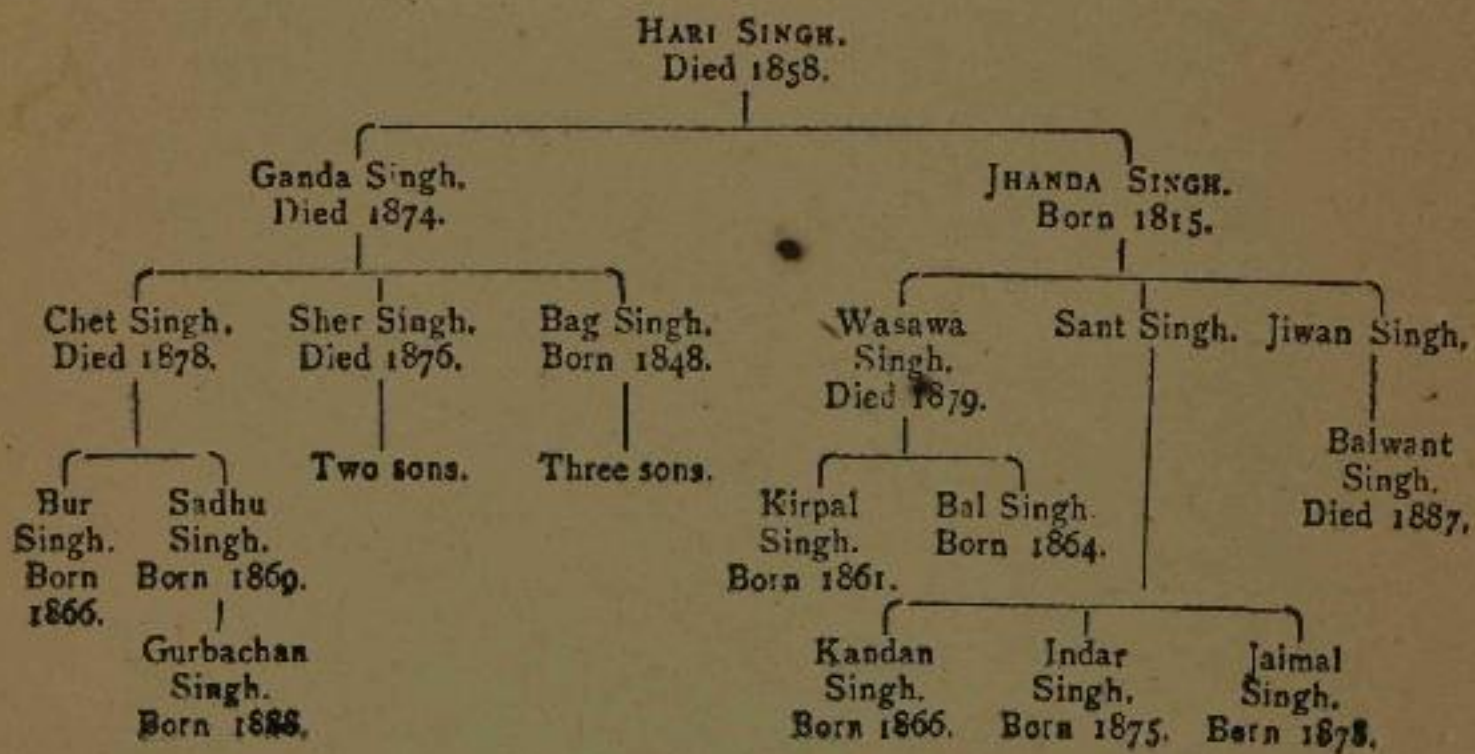 HARI SINGH.
Died 1858.
Ganda Singh.
Died 1874.
JHANDA SINGH.
Born 1815.
Chet Singh.
Died 1878.
Sher Singh.
Died 1876.
Bag Singh.
Born 1848.
Wasawa
Singh.
Died 1879.
Sant Singh.
Jiwan Singh.
Two sons.
Three sons.
Balwant
Singh.
Died 1887.
Bur
Singh.
Born
1866.
Sadhu
Singh.
Born 1869.
Kirpal
Singh.
Born 1861.
Bal Singh.
Born 1864.
Gurbachan
Singh.
Born 1888.
Kandan
Singh.
Born 1866.
Indar
Singh.
Born 1875.
Jaimal
Singh.
Born 1878.